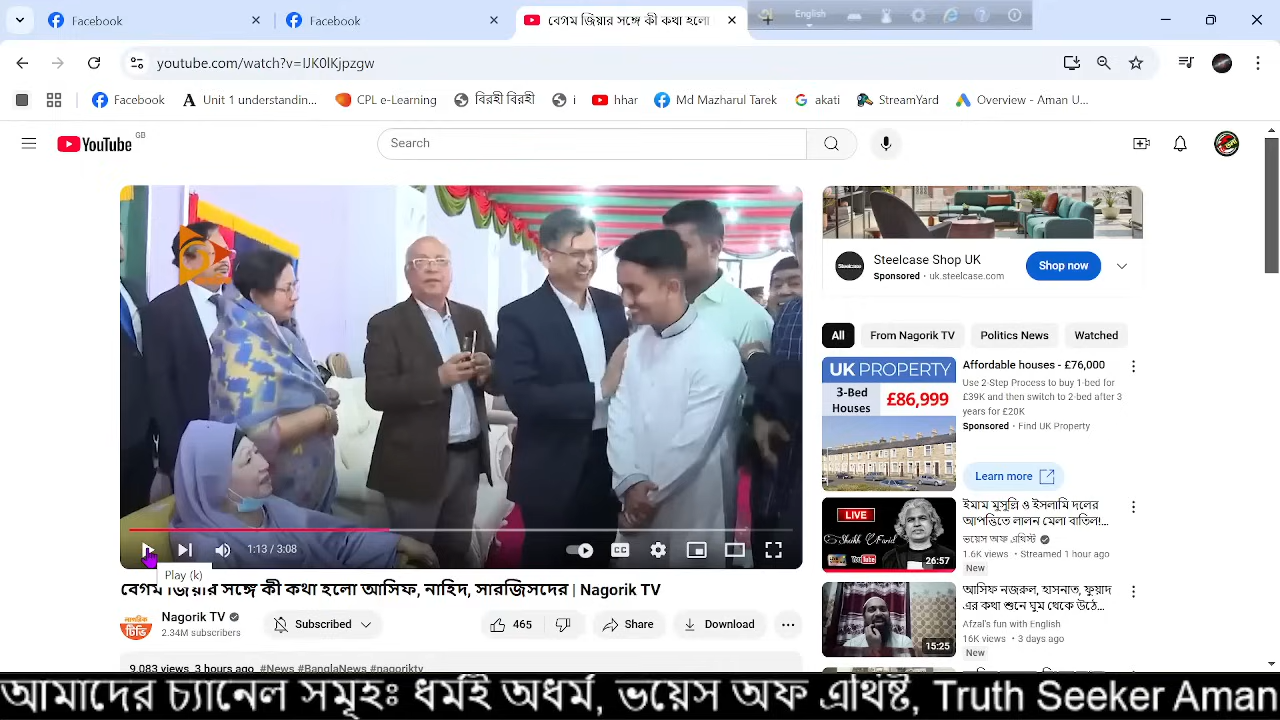 Facebook
Facebook
বেগম জিয়ার সঙ্গে কী কথা হলো
English
youtube.com/watch?v=IJK0lKjpzgw
Facebook
Unit 1 understandin...
CPL e-Learning
বিরহী বিরহী
i
hhar
Md Mazharul Tarek
akati
StreamYard
Overview - Aman U...
YouTube GB
Search
Steelcase Shop UK
Sponsored · uk.steelcase.com
Shop now
All
From Nagorik TV
Politics News
Watched
UK PROPERTY
3-Bed Houses
£86,999
Affordable houses - £76,000
Use 2-Step Process to buy 1-bed for
£39K and then switch to 2-bed after 3
years for £20K
Sponsored · Find UK Property
Learn more
LIVE
26:57
ইমাম মুসুল্লি ও ইসলামি দলের
আপত্তিতে লালন মেলা বাতিল!...
ভয়েস অফ এথিস্ট
1.6K views · Streamed 1 hour ago
New
15:25
আসিফ নজরুল, হাসনাত, ফুয়াদ
এর কথা শুনে ঘুম থেকে উঠে...
Afzal's fun with English
16K views · 3 days ago
New
1:13 / 3:08
Play (k)
বেগম জিয়ার সঙ্গে কী কথা হলো আসিফ, নাহিদ, সারজিসদের | Nagorik TV
নাগরিক টিভি
Nagorik TV
2.34M subscribers
Subscribed
465
Share
Download
9,083 views 3 hours ago #News #BanglaNews #nagoriktv
আমাদের চ্যানেল সমূহঃ ধর্মই অধর্ম, ভয়েস অফ এথিষ্ট, Truth Seeker Aman